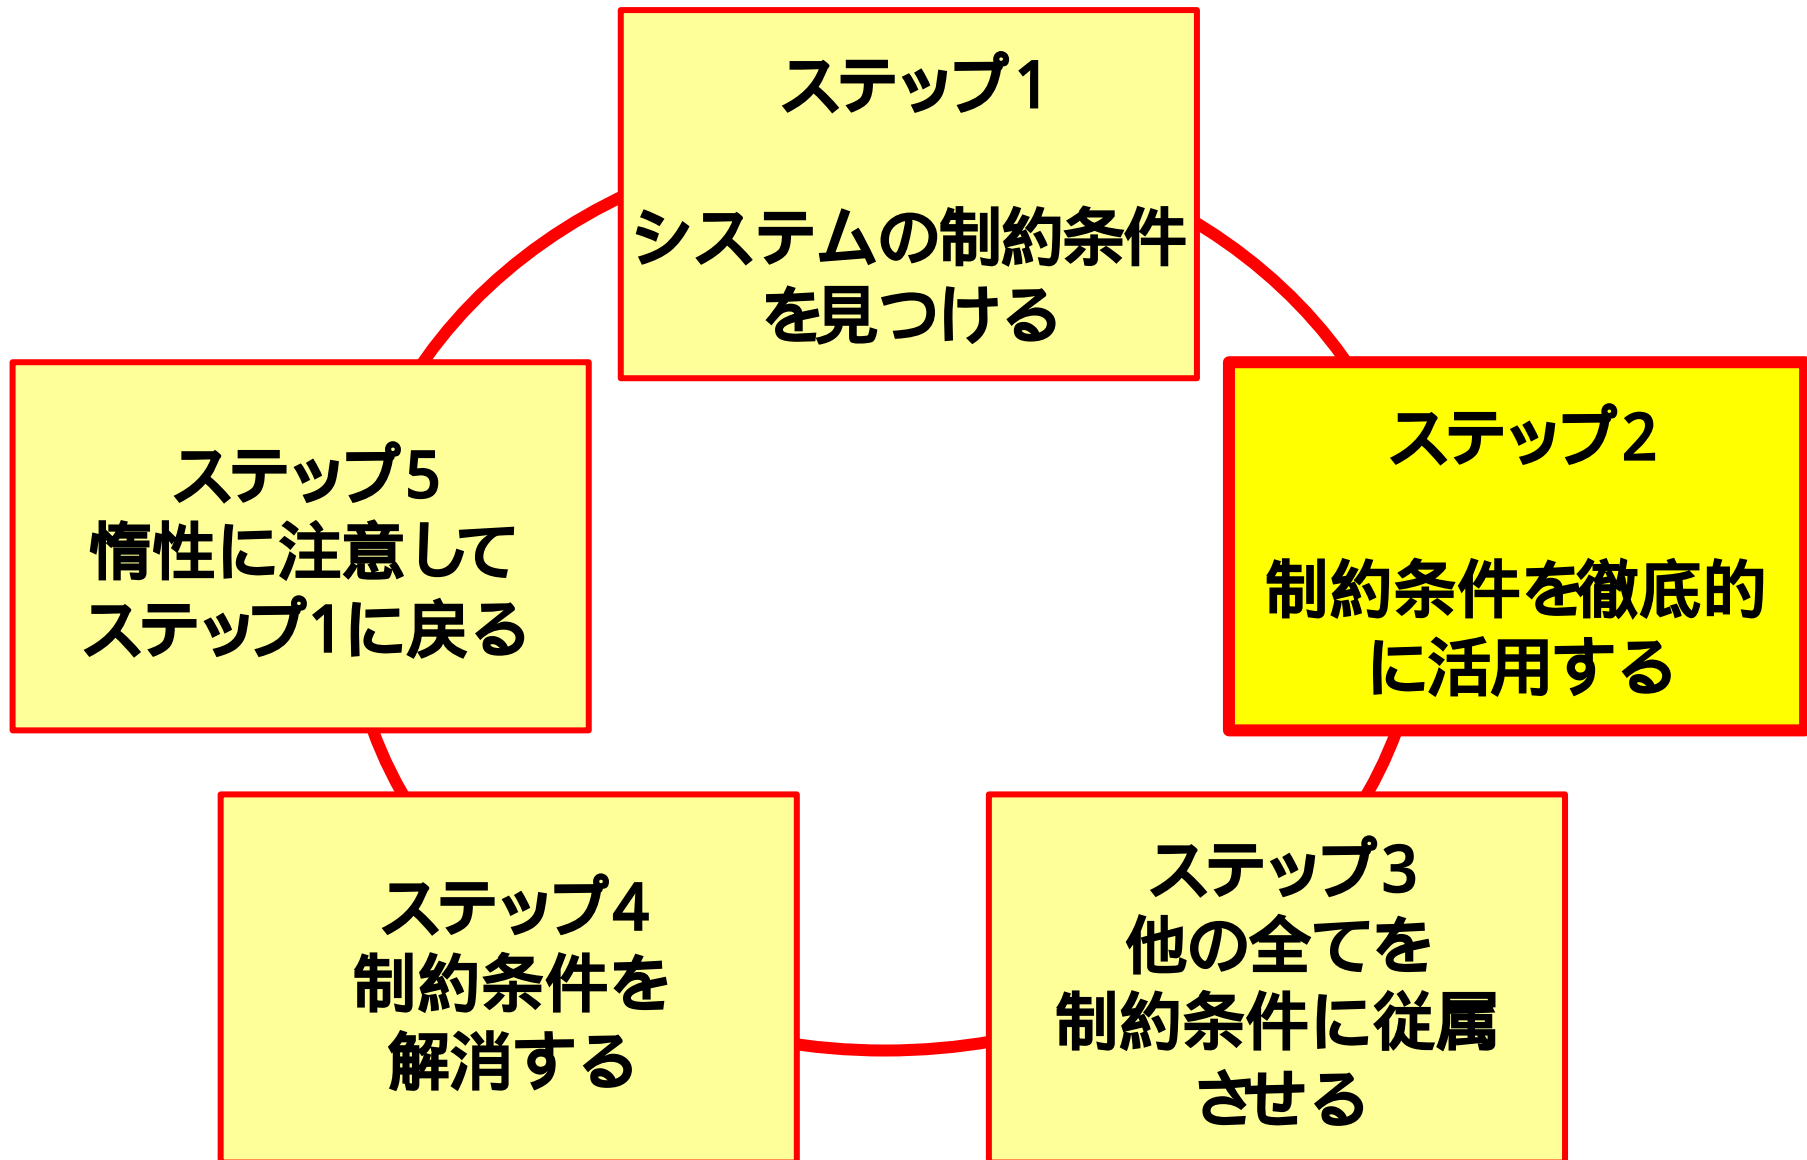 ステップ1
システムの制約条件
を見つける
ステップ2
制約条件を徹底的
に活用する
ステップ3
他の全てを
制約条件に従属
させる
ステップ4
制約条件を
解消する
ステップ5
惰性に注意して
ステップ1に戻る